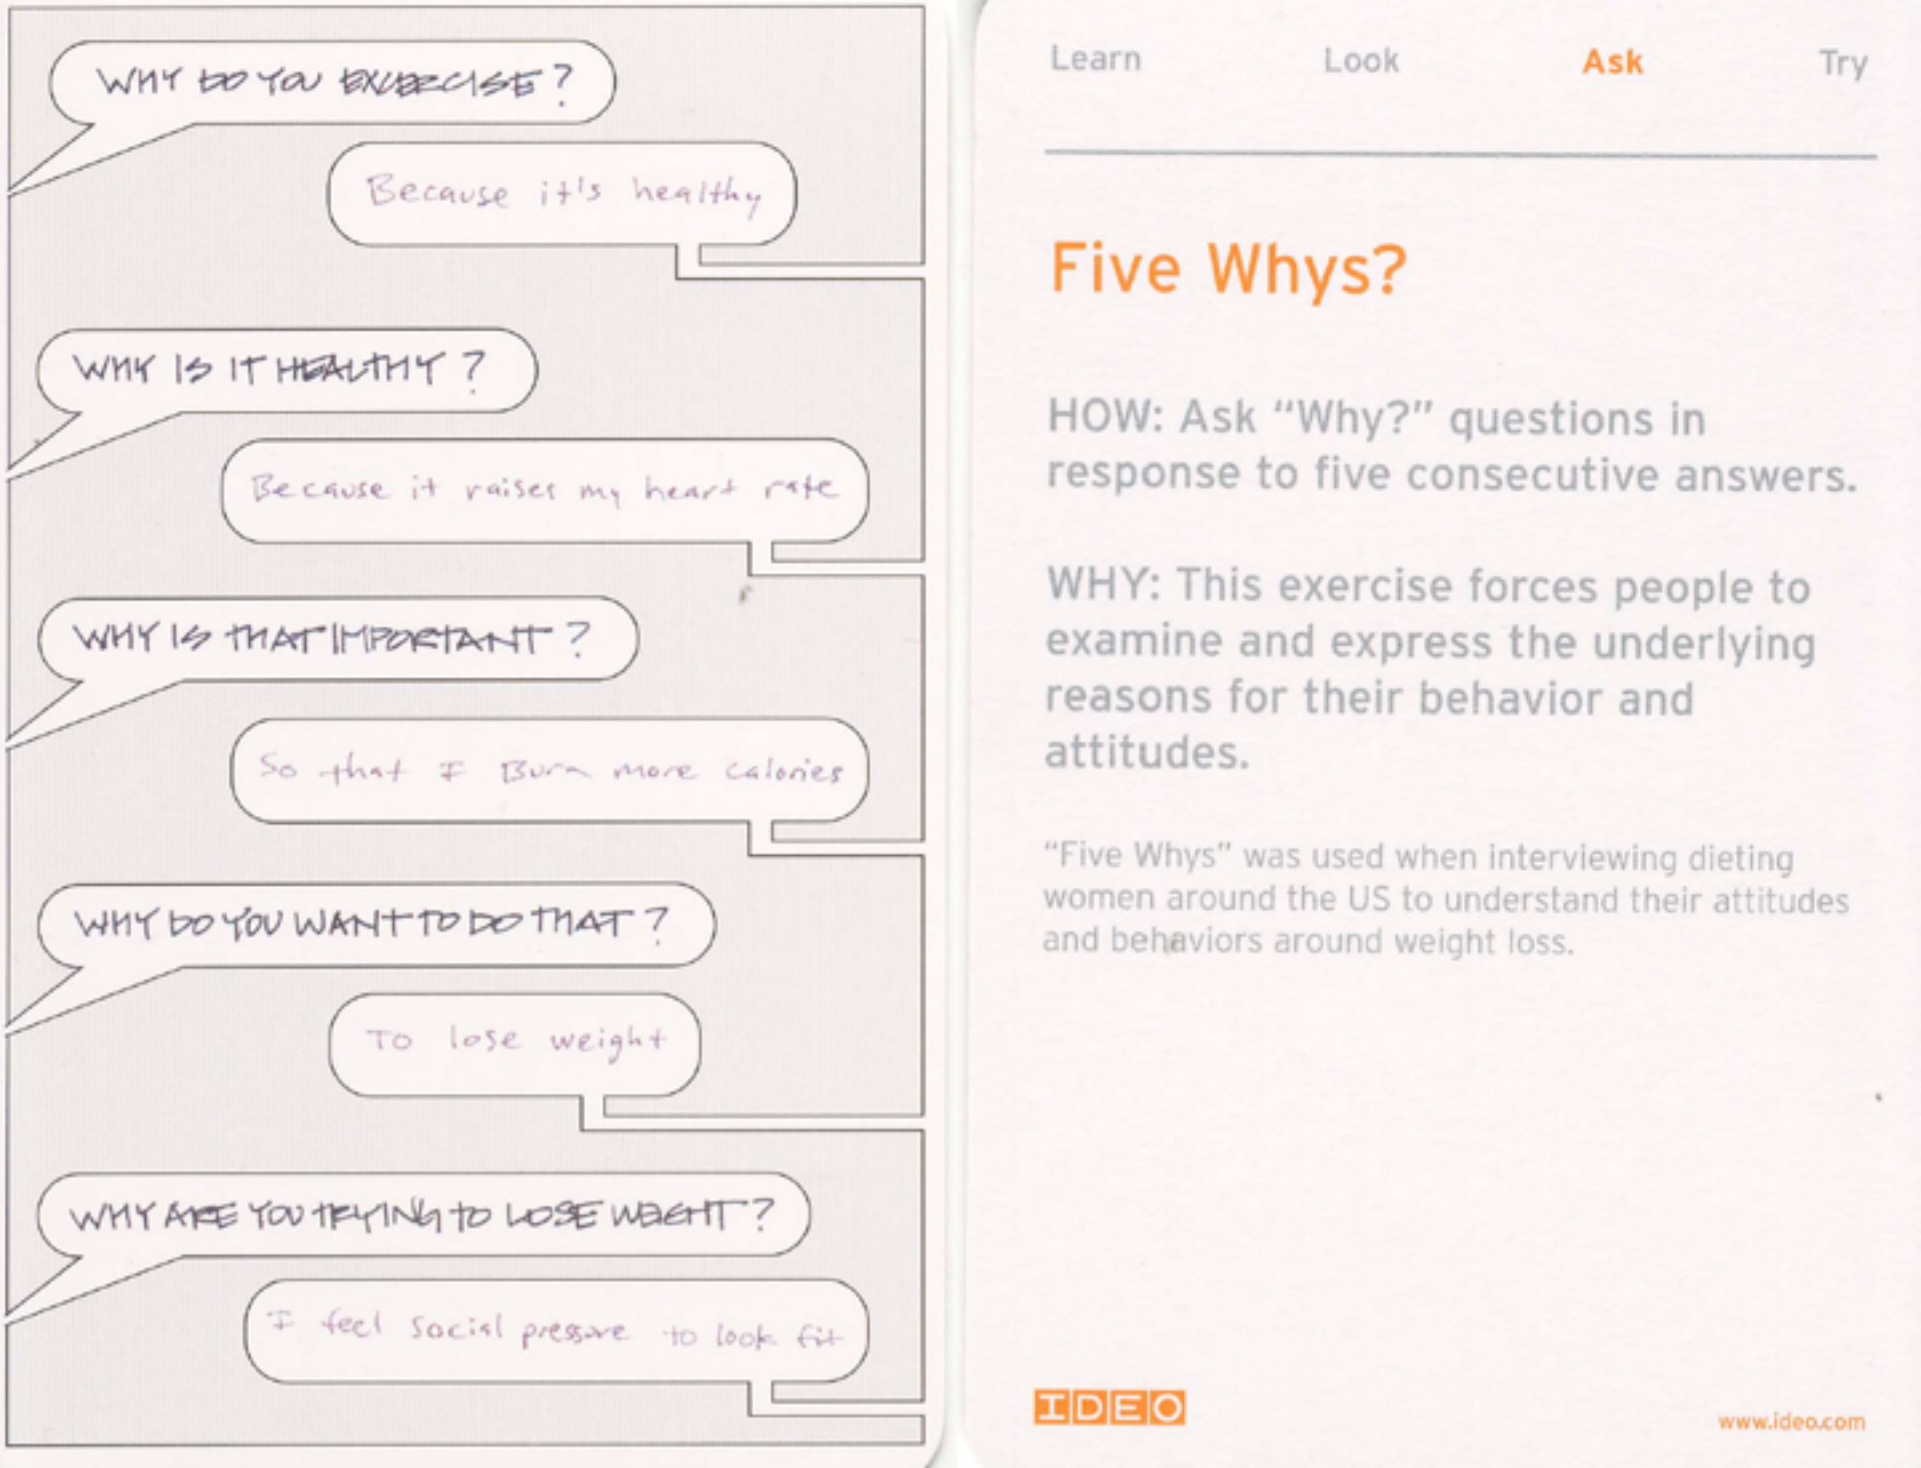 WHY DO YOU EXCERCISE?
Because it's healthy
WHY IS IT HEALTHY?
Because it raises my heart rate
WHY IS THAT IMPORTANT?
So that I Burn more calories
WHY DO YOU WANT TO DO THAT?
To lose weight
WHY ARE YOU TRYING TO LOSE WEIGHT?
I feel social pressure to look fit
Learn Look Ask Try
Five Whys?
HOW: Ask “Why?” questions in
response to five consecutive answers.
WHY: This exercise forces people to
examine and express the underlying
reasons for their behavior and
attitudes.
“Five Whys” was used when interviewing dieting
women around the US to understand their attitudes
and behaviors around weight loss.
IDEO
www.ideo.com